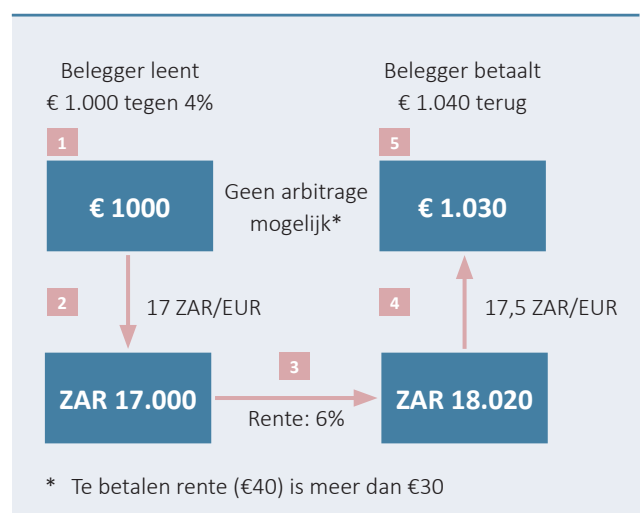 Belegger leent
€ 1.000 tegen 4%
Belegger betaalt
€ 1.040 terug
1
5
€ 1000
Geen arbitrage
mogelijk*
€ 1.030
2
17 ZAR/EUR
4
17,5 ZAR/EUR
3
ZAR 17.000
Rente: 6%
ZAR 18.020
* Te betalen rente (€40) is meer dan €30